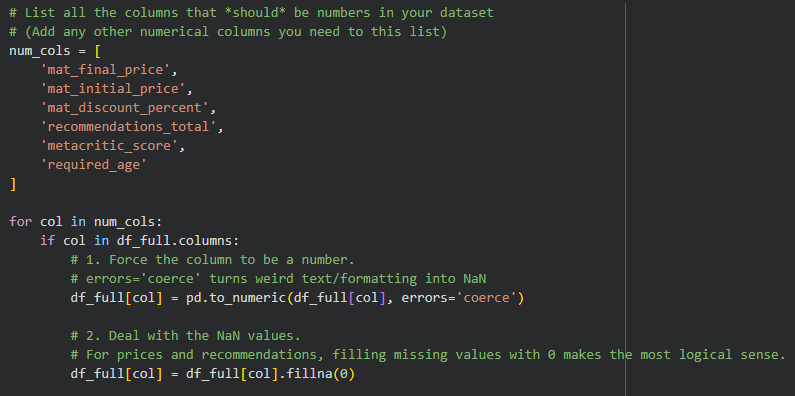 # List all the columns that *should* be numbers in your dataset
# (Add any other numerical columns you need to this list)
num_cols = [
    'mat_final_price',
    'mat_initial_price',
    'mat_discount_percent',
    'recommendations_total',
    'metacritic_score',
    'required_age'
]

for col in num_cols:
    if col in df_full.columns:
        # 1. Force the column to be a number.
        # errors='coerce' turns weird text/formatting into NaN
        df_full[col] = pd.to_numeric(df_full[col], errors='coerce')

        # 2. Deal with the NaN values.
        # For prices and recommendations, filling missing values with 0 makes the most logical sense.
        df_full[col] = df_full[col].fillna(0)